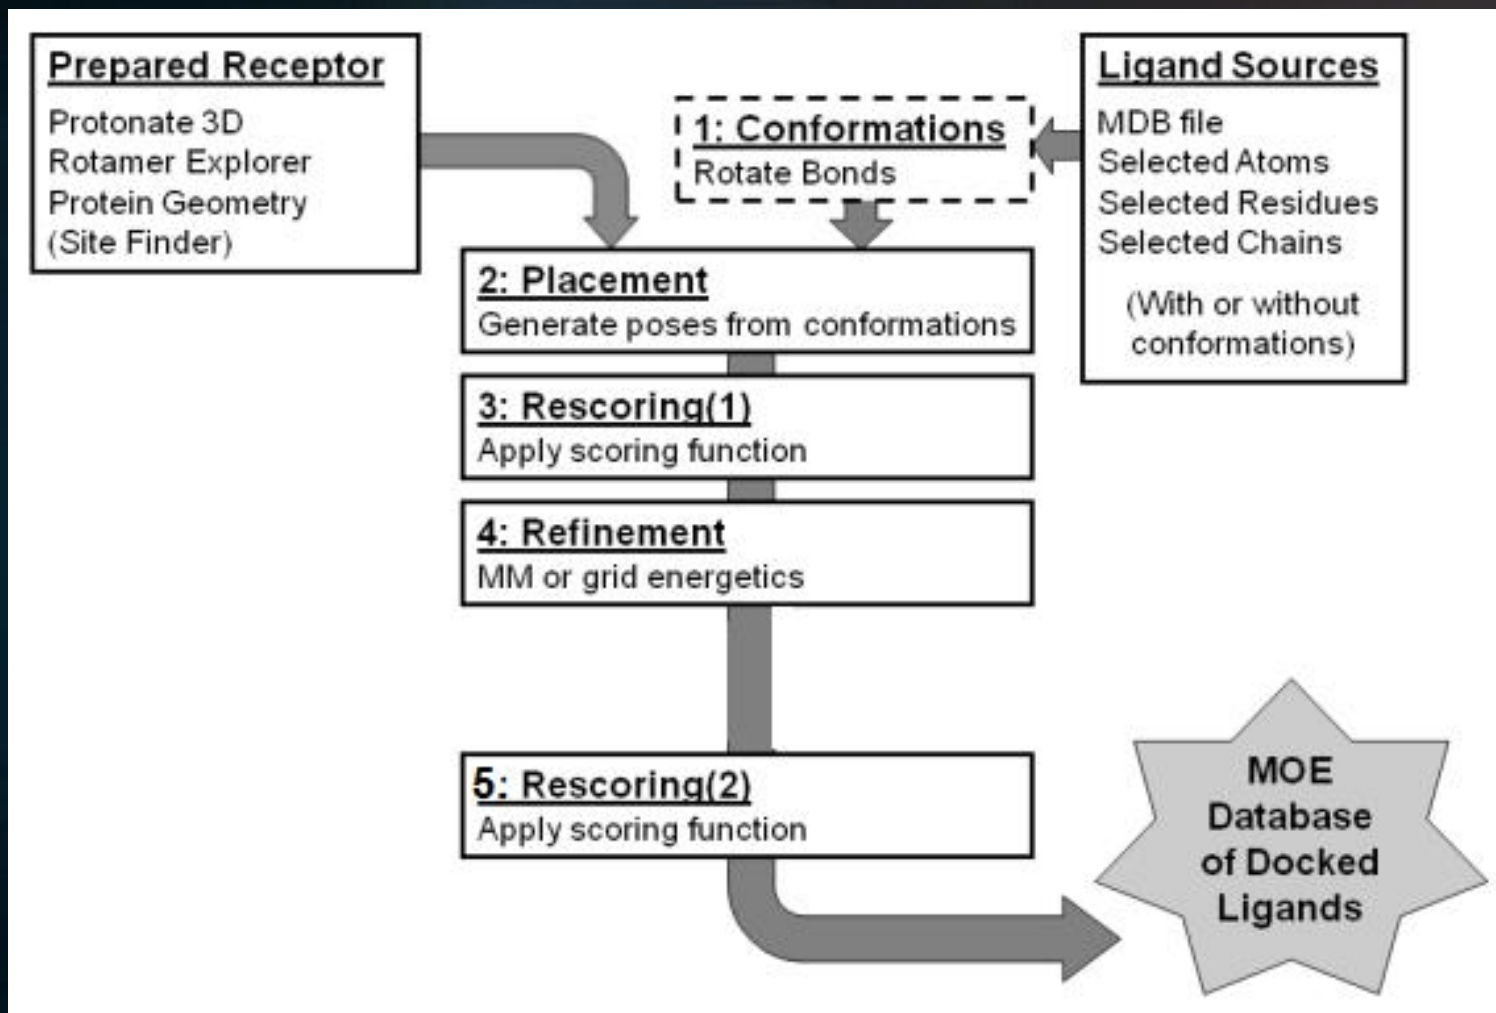 Prepared Receptor
Protonate 3D
Rotamer Explorer
Protein Geometry
(Site Finder)
1: Conformations
Rotate Bonds
Ligand Sources
MDB file
Selected Atoms
Selected Residues
Selected Chains
(With or without
conformations)
2: Placement
Generate poses from conformations
3: Rescoring(1)
Apply scoring function
4: Refinement
MM or grid energetics
5: Rescoring(2)
Apply scoring function
MOE
Database
of Docked
Ligands